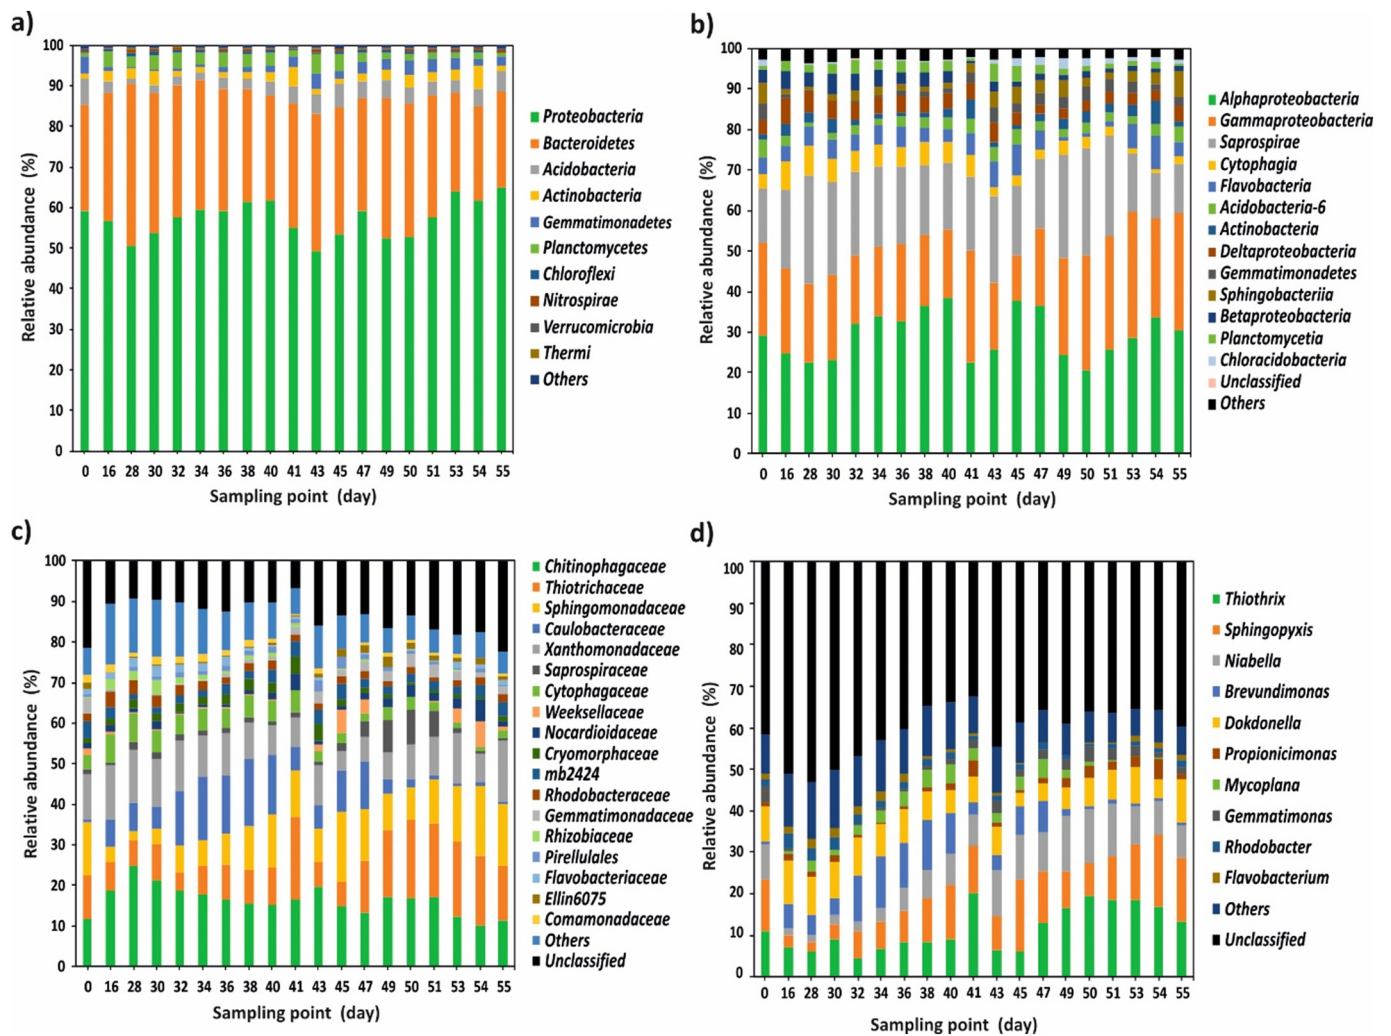 a)
Relative abundance (%)
100
90
80
70
60
50
40
30
20
10
0
0 16 28 30 32 34 36 38 40 41 43 45 47 49 50 51 53 54 55
Sampling point (day)
Proteobacteria
Bacteroidetes
Acidobacteria
Actinobacteria
Gemmatimonadetes
Planctomycetes
Chloroflexi
Nitrospirae
Verrucomicrobia
Thermi
Others
b)
Relative abundance (%)
100
90
80
70
60
50
40
30
20
10
0
0 16 28 30 32 34 36 38 40 41 43 45 47 49 50 51 53 54 55
Sampling point (day)
Alphaproteobacteria
Gammaproteobacteria
Saprospirae
Cytophagia
Flavobacteria
Acidobacteria-6
Actinobacteria
Deltaproteobacteria
Gemmatimonadetes
Sphingobacteriia
Betaproteobacteria
Planctomycetia
Chloracidobacteria
Unclassified
Others
c)
Relative abundance (%)
100
90
80
70
60
50
40
30
20
10
0
0 16 28 30 32 34 36 38 40 41 43 45 47 49 50 51 53 54 55
Sampling point (day)
Chitinophagaceae
Thiotrichaceae
Sphingomonadaceae
Caulobacteraceae
Xanthomonadaceae
Saprospiraceae
Cytophagaceae
Weeksellaceae
Nocardioidaceae
Cryomorphaceae
mb2424
Rhodobacteraceae
Gemmatimonadaceae
Rhizobiaceae
Pirellulales
Flavobacteriaceae
Ellin6075
Comamonadaceae
Others
Unclassified
d)
Relative abundance (%)
100
90
80
70
60
50
40
30
20
10
0
0 16 28 30 32 34 36 38 40 41 43 45 47 49 50 51 53 54 55
Sampling point (day)
Thiothrix
Sphingopyxis
Niabella
Brevundimonas
Dokdonella
Propionicimonas
Mycoplana
Gemmatimonas
Rhodobacter
Flavobacterium
Others
Unclassified